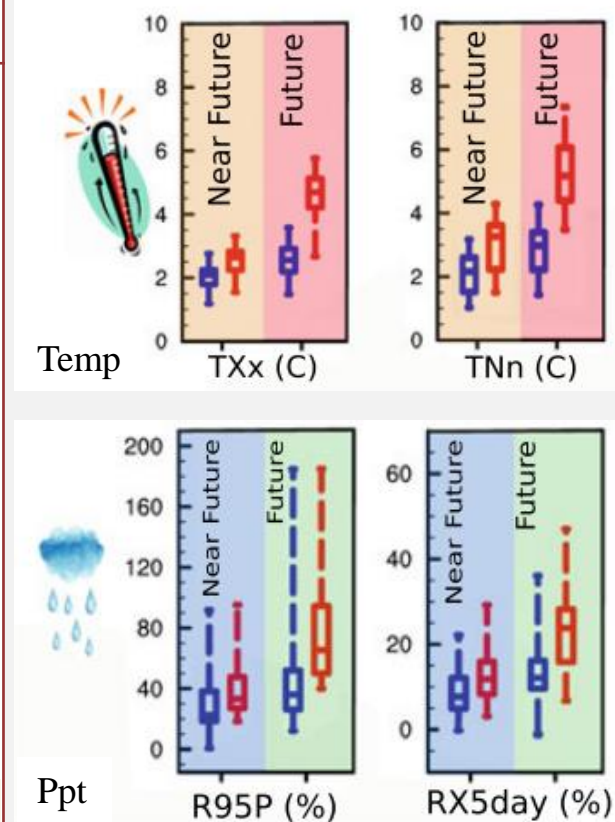 10
8
6
4
2
0
Near Future
Future
TXx (C)
10
8
6
4
2
0
Near Future
Future
TNn (C)
Temp
200
160
120
80
40
0
Near Future
Future
R95P (%)
60
40
20
0
Near Future
Future
RX5day (%)
Ppt